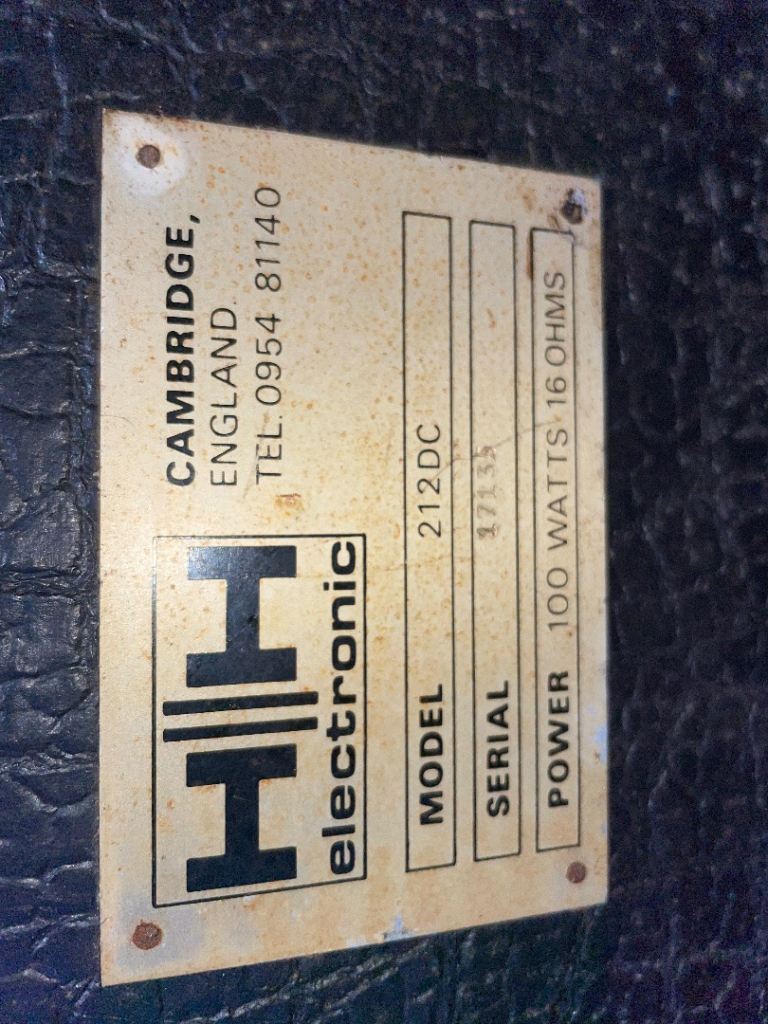 HH
electronic
CAMBRIDGE,
ENGLAND.
TEL. 0954 81140
MODEL 212DC
SERIAL
POWER 100 WATTS 16 OHMS